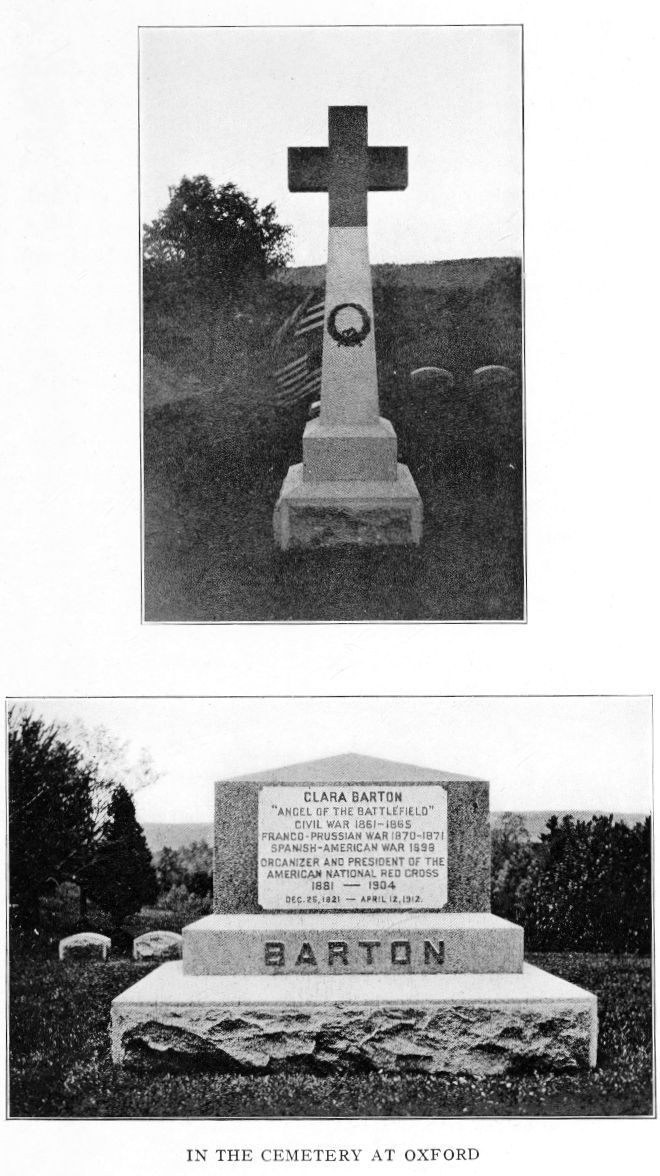 CLARA BARTON
"ANGEL OF THE BATTLEFIELD"
CIVIL WAR 1861-1865
FRANCO-PRUSSIAN WAR 1870-1871
SPANISH-AMERICAN WAR 1898
ORGANIZER AND PRESIDENT OF THE
AMERICAN NATIONAL RED CROSS
1881 — 1904
DEC. 25, 1821 — APRIL 12, 1912.
BARTON
IN THE CEMETERY AT OXFORD